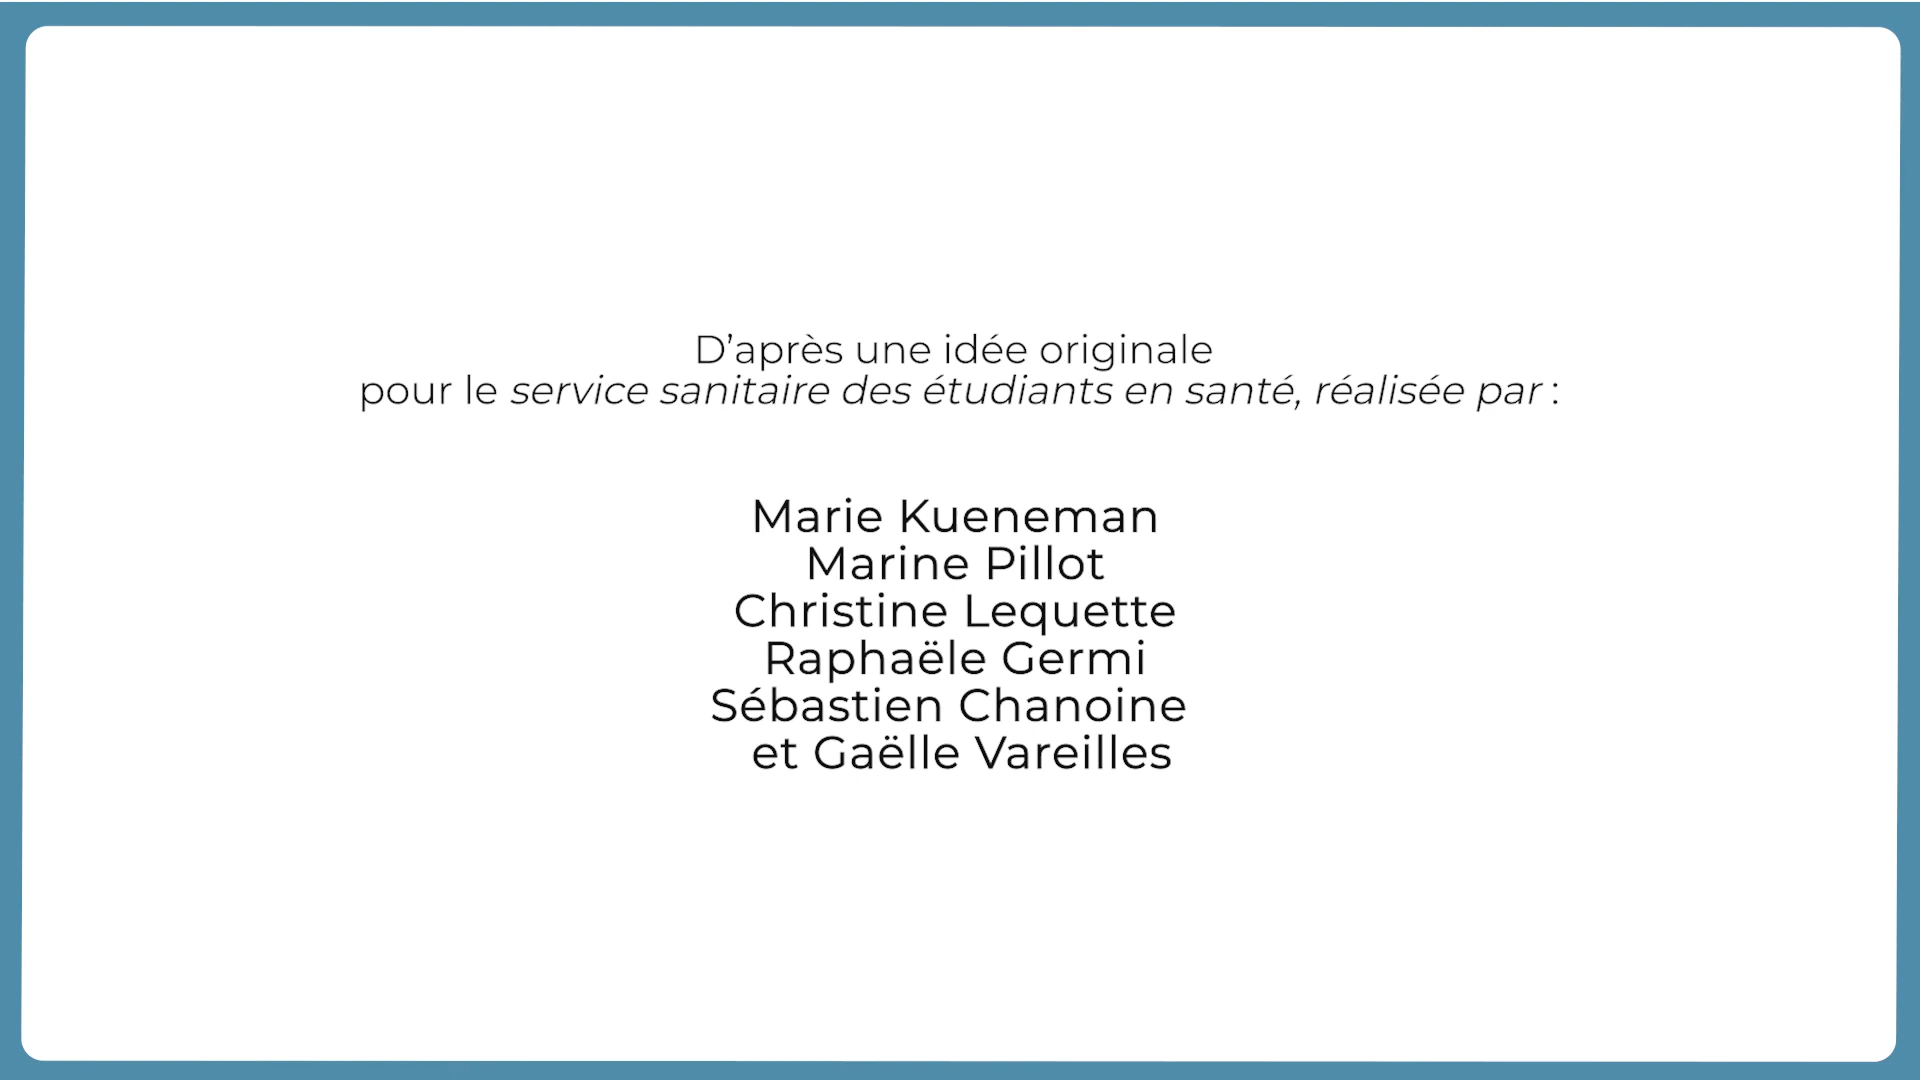 D’après une idée originale
pour le service sanitaire des étudiants en santé, réalisée par :
Marie Kueneman
Marine Pillot
Christine Lequette
Raphaële Germi
Sébastien Chanoine
et Gaëlle Vareilles